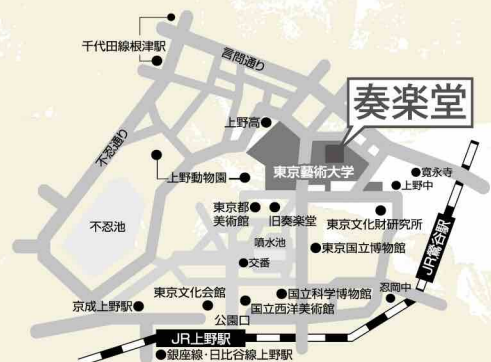 千代田線根津駅
言問通り
不忍通り
上野高
奏楽堂
東京藝術大学
上野動物園
寛永寺
上野中
東京都
美術館
旧奏楽堂
東京文化財研究所
不忍池
噴水池
東京国立博物館
交番
JR鶯谷駅
忍岡中
京成上野駅
東京文化会館
国立科学博物館
国立西洋美術館
公園口
JR上野駅
銀座線・日比谷線上野駅